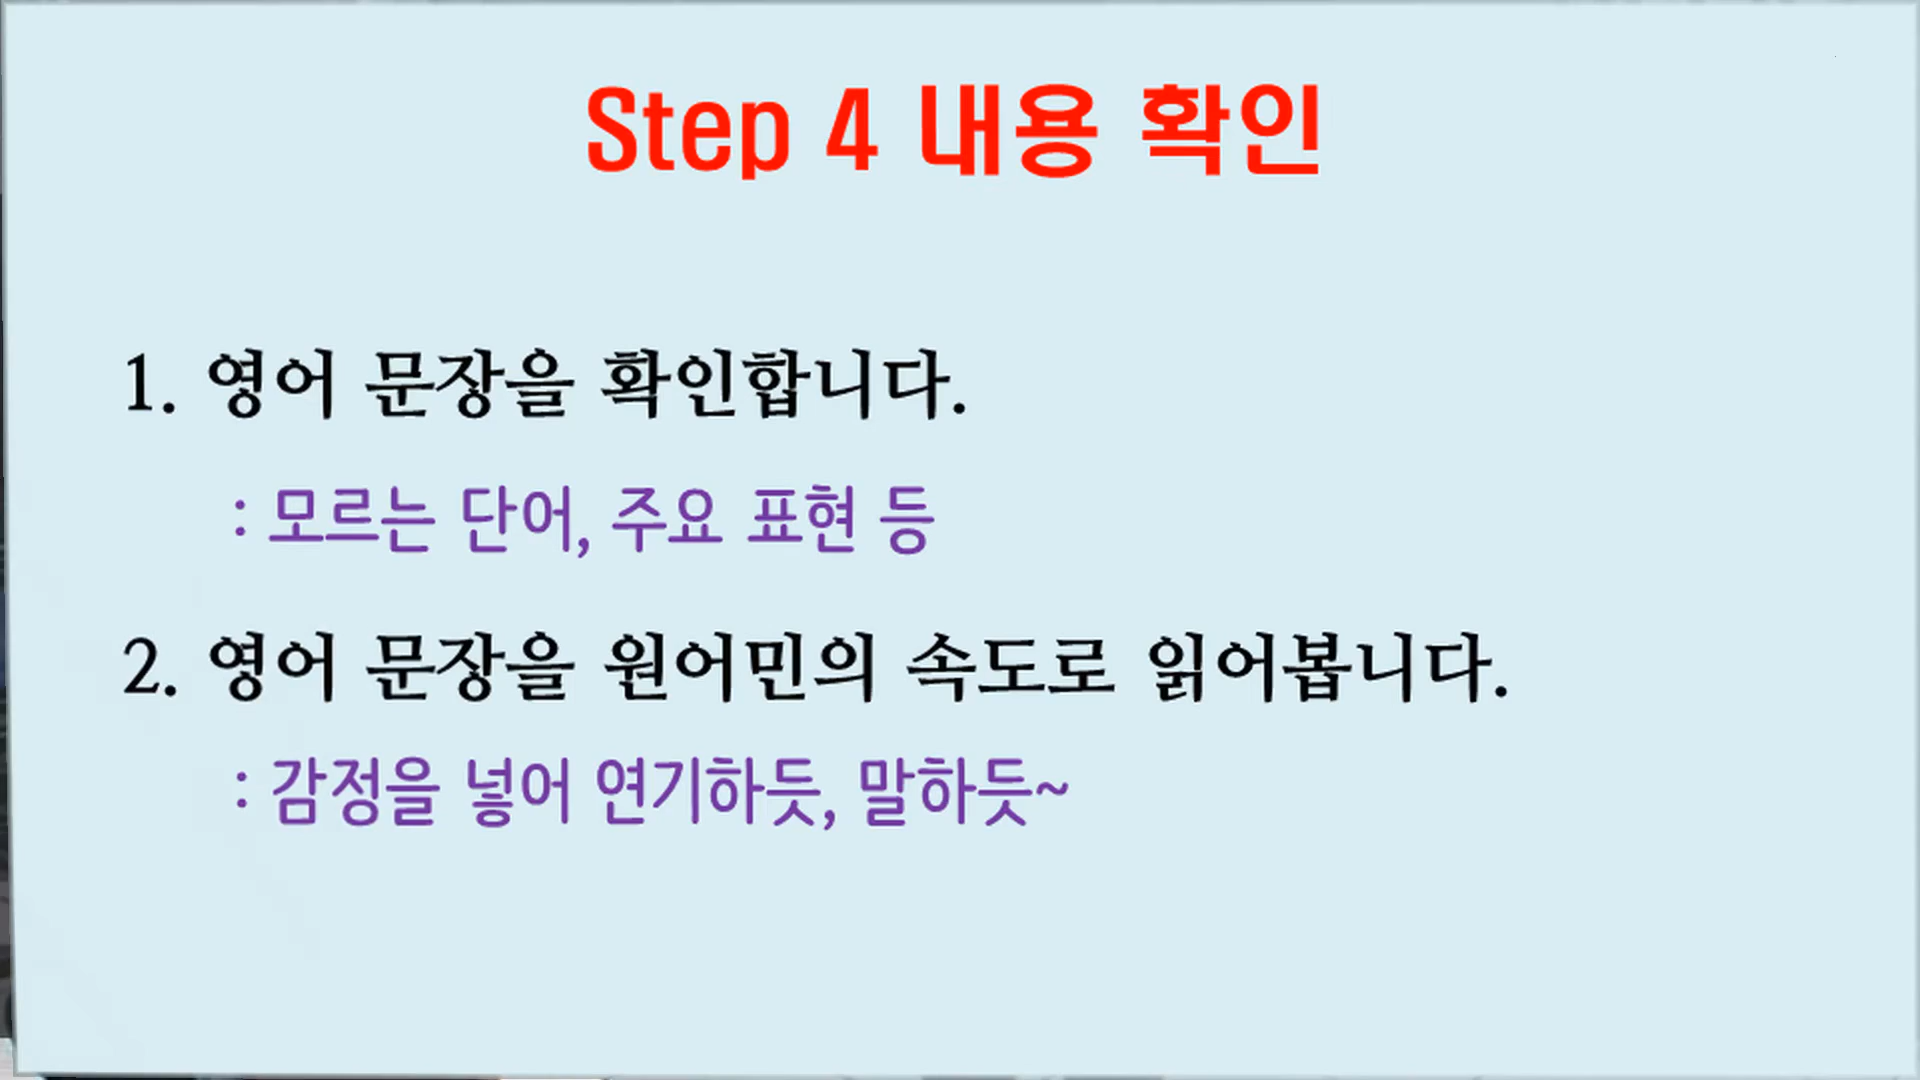 Step 4 내용 확인
1. 영어 문장을 확인합니다.
: 모르는 단어, 주요 표현 등
2. 영어 문장을 원어민의 속도로 읽어봅니다.
: 감정을 넣어 연기하듯, 말하듯~